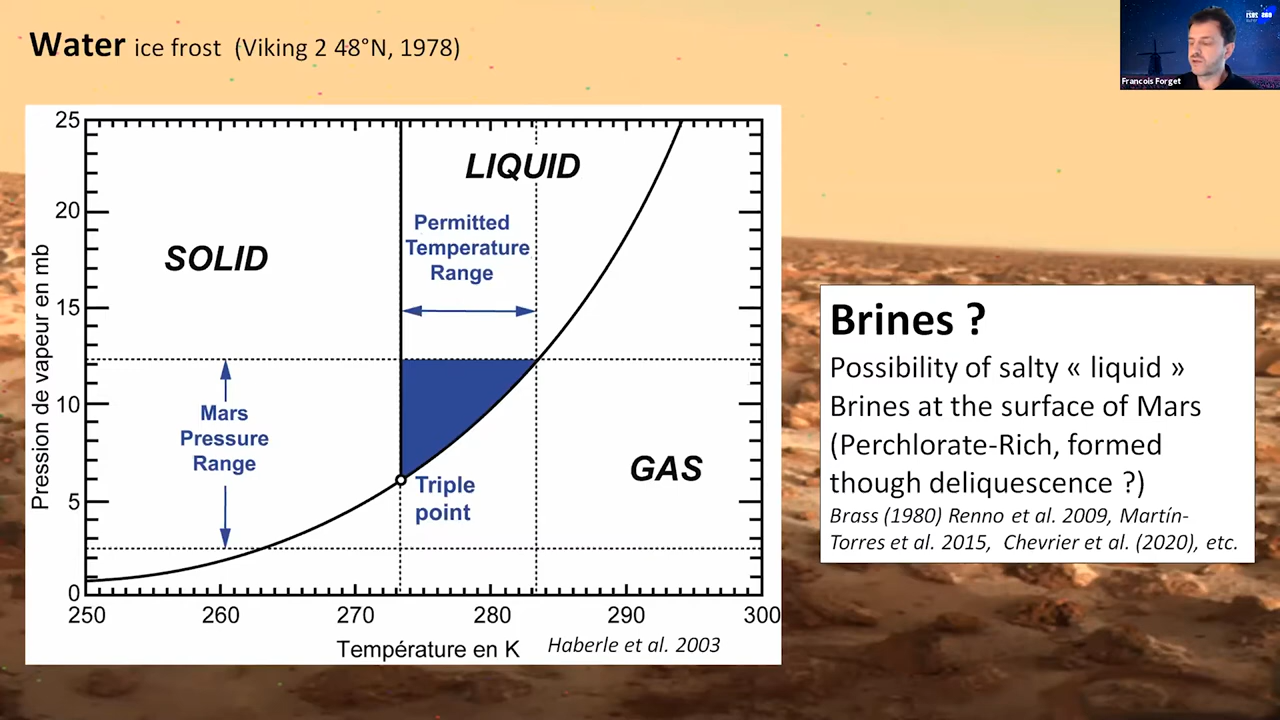 Water ice frost (Viking 2 48°N, 1978)
Francois Forget
25
20
15
10
5
0
250
260
270
280
290
300
Pression de vapeur en mb
Température en K
Haberle et al. 2003
SOLID
LIQUID
GAS
Permitted
Temperature
Range
Mars
Pressure
Range
Triple
point
Brines ?
Possibility of salty « liquid »
Brines at the surface of Mars
(Perchlorate-Rich, formed
though deliquescence ?)
Brass (1980) Renno et al. 2009, Martín-
Torres et al. 2015, Chevrier et al. (2020), etc.